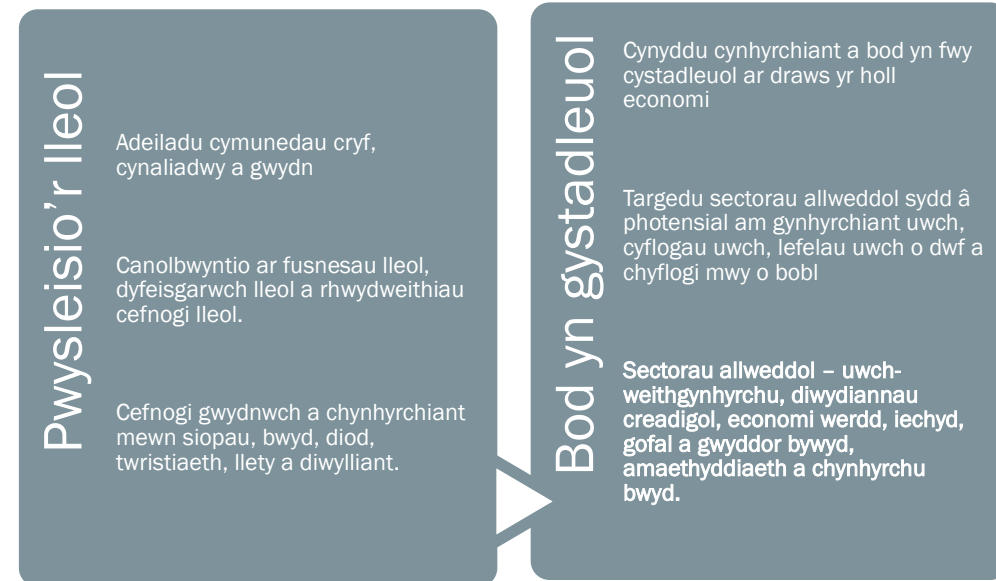 Pwysleisio’r lleol
Adeiladu cymunedau cryf,
cynaliadwy a gwydn
Canolbwyntio ar fusnesau lleol,
dyfeisgarwch lleol a rhwydweithiau
cefnogi lleol.
Cefnogi gwydnwch a chynhyrchiant
mewn siopau, bwyd, diod,
twristiaeth, llety a diwylliant.
Bod yn gystadleuol
Cynyddu cynhyrchiant a bod yn fwy
cystadleuol ar draws yr holl
economi
Targedu sectorau allweddol sydd â
photensial am gynhyrchiant uwch,
cyflogau uwch, lefelau uwch o dwf a
chyflogi mwy o bobl
Sectorau allweddol – uwch-
weithgynhyrchu, diwydiannau
creadigol, economi werdd, iechyd,
gofal a gwyddor bywyd,
amaethyddiaeth a chynhyrchu
bwyd.